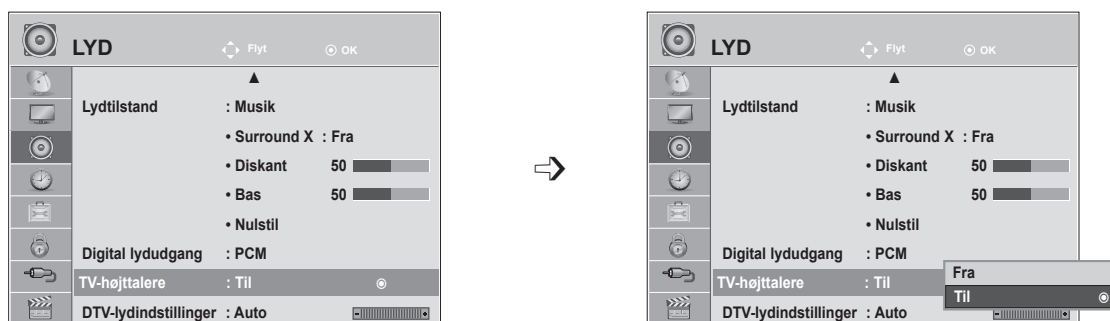 LYD Flyt OK
Lydtilstand : Musik
• Surround X : Fra
• Diskant 50
• Bas 50
• Nulstil
Digital lydudgang : PCM
TV-højttalere : Til
DTV-lydindstillinger : Auto
LYD Flyt OK
Lydtilstand : Musik
• Surround X : Fra
• Diskant 50
• Bas 50
• Nulstil
Digital lydudgang : PCM
TV-højttalere : Til
Fra
Til
DTV-lydindstillinger : Auto